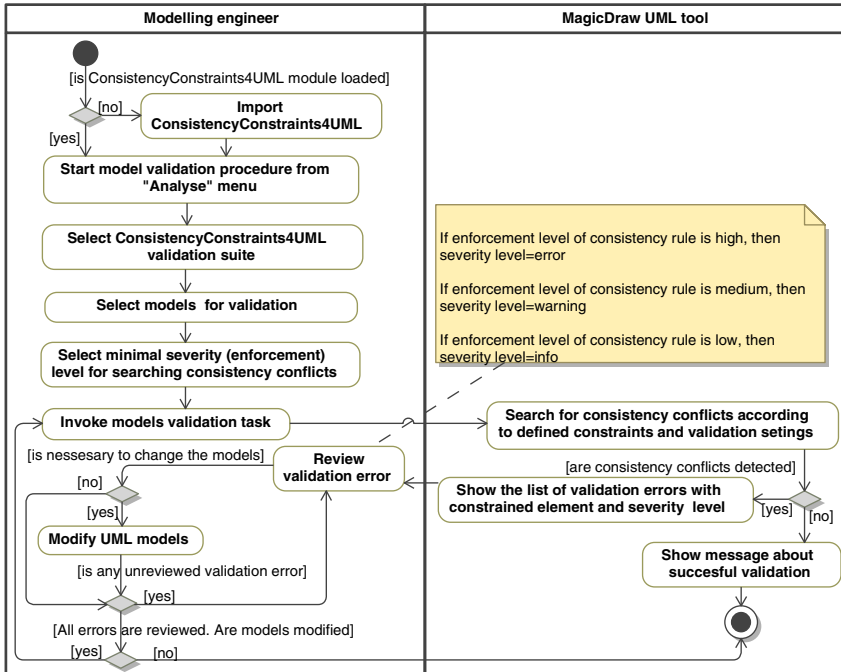 Modelling engineer
MagicDraw UML tool
[is ConsistencyConstraints4UML module loaded]
[no]
Import
ConsistencyConstraints4UML
[yes]
Start model validation procedure from
"Analyse" menu
Select ConsistencyConstraints4UML
validation suite
Select models for validation
Select minimal severity (enforcement)
level for searching consistency conflicts
If enforcement level of consistency rule is high, then
severity level=error
If enforcement level of consistency rule is medium, then
severity level=warning
If enforcement level of consistency rule is low, then
severity level=info
Invoke models validation task
Search for consistency conflicts according
to defined constraints and validation setings
[is nessesary to change the models]
Review
validation error
[are consistency conflicts detected]
[no]
Show the list of validation errors with
constrained element and severity level
[yes]
[no]
[yes]
Modify UML models
Show message about
succesful validation
[is any unreviewed validation error]
[yes]
[All errors are reviewed. Are models modified]
[yes]
[no]